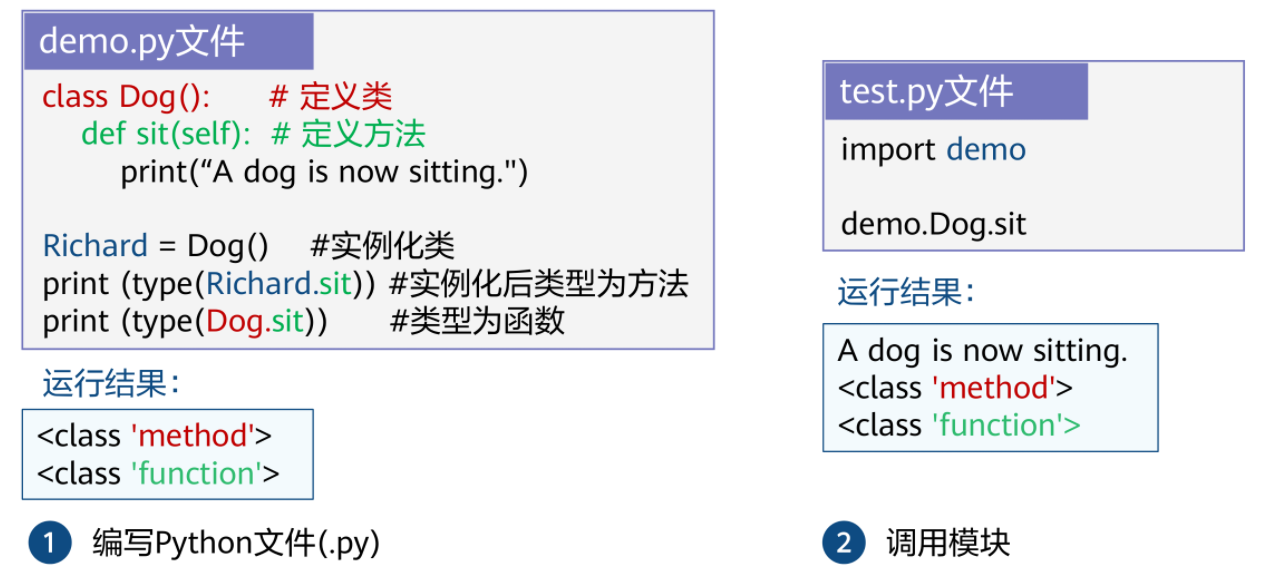 demo.py文件
class Dog():  # 定义类
def sit(self):  # 定义方法
print(“A dog is now sitting.")
Richard = Dog()  #实例化类
print (type(Richard.sit)) #实例化后类型为方法
print (type(Dog.sit))  #类型为函数
运行结果：
<class 'method'>
<class 'function'>
1 编写Python文件(.py)
test.py文件
import demo
demo.Dog.sit
运行结果：
A dog is now sitting.
<class 'method'>
<class 'function'>
2 调用模块